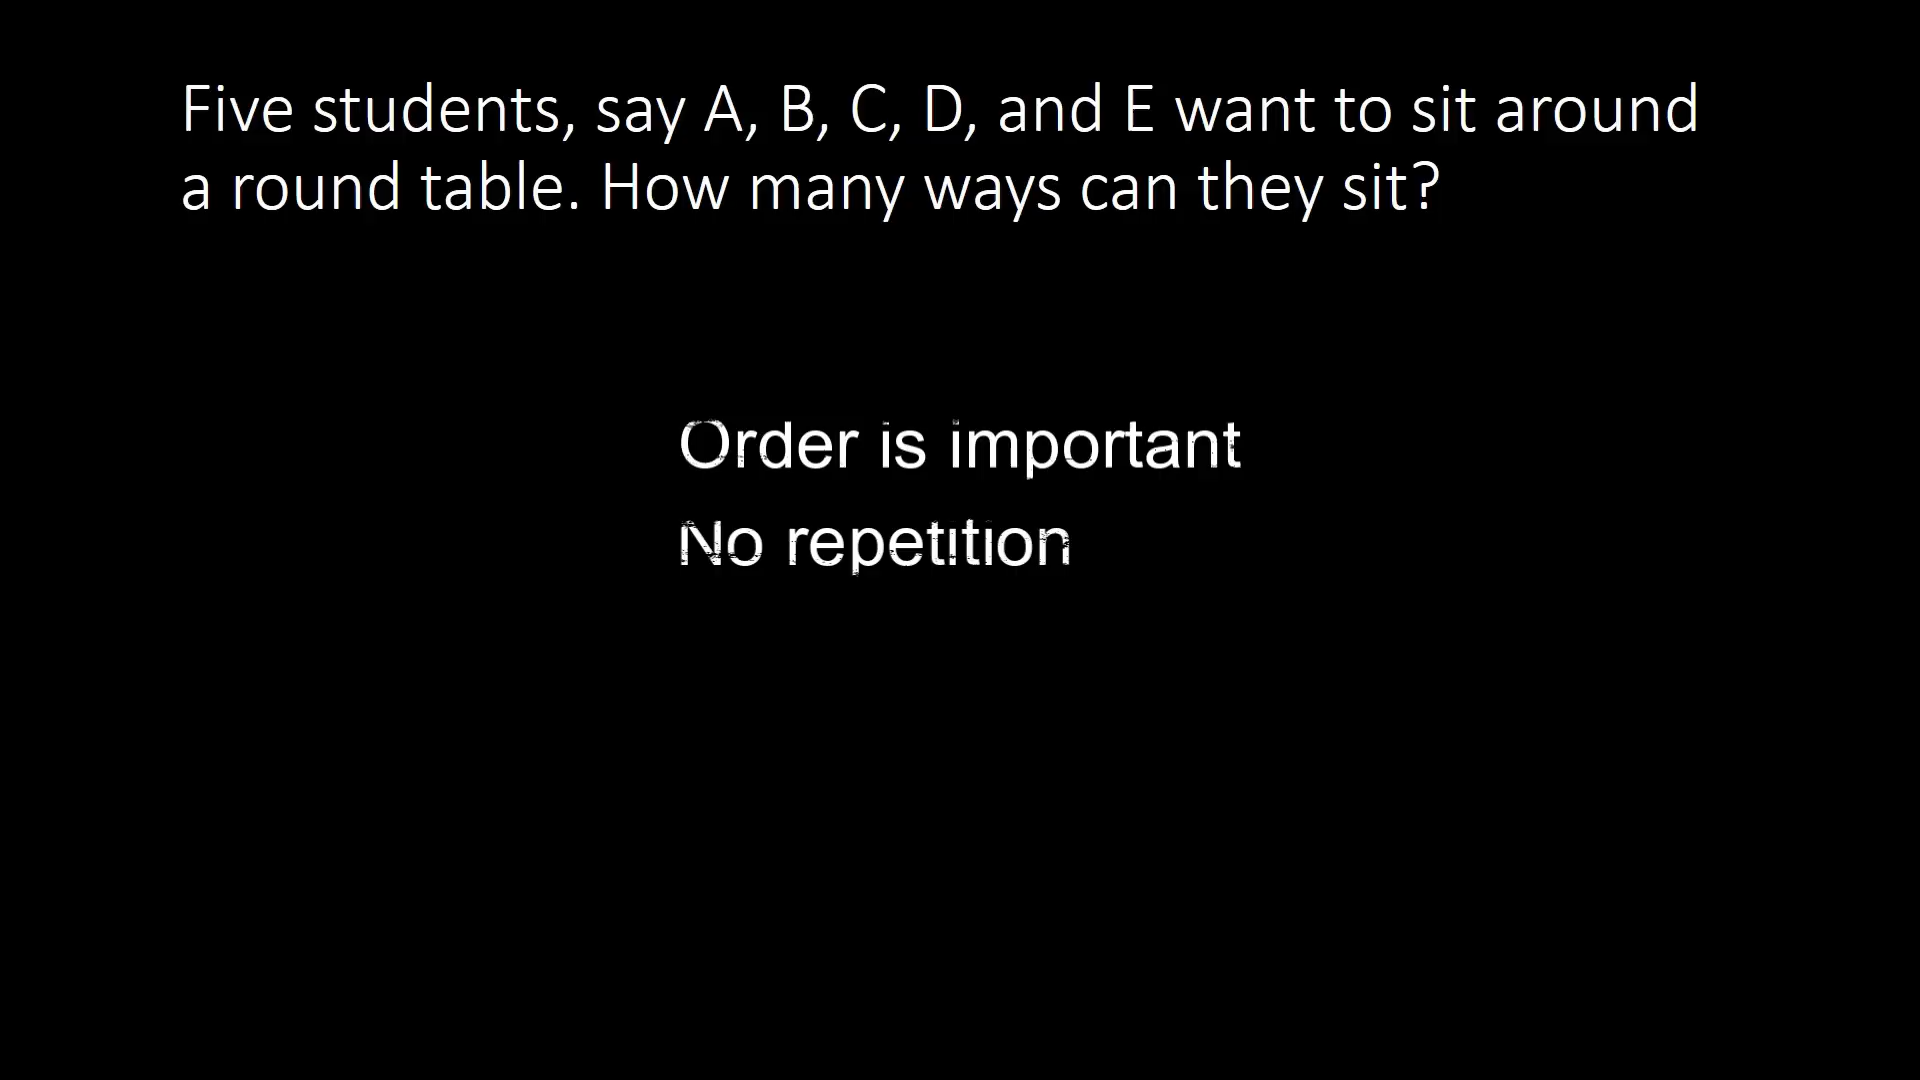 Five students, say A, B, C, D, and E want to sit around
a round table. How many ways can they sit?
Order is important
No repetition